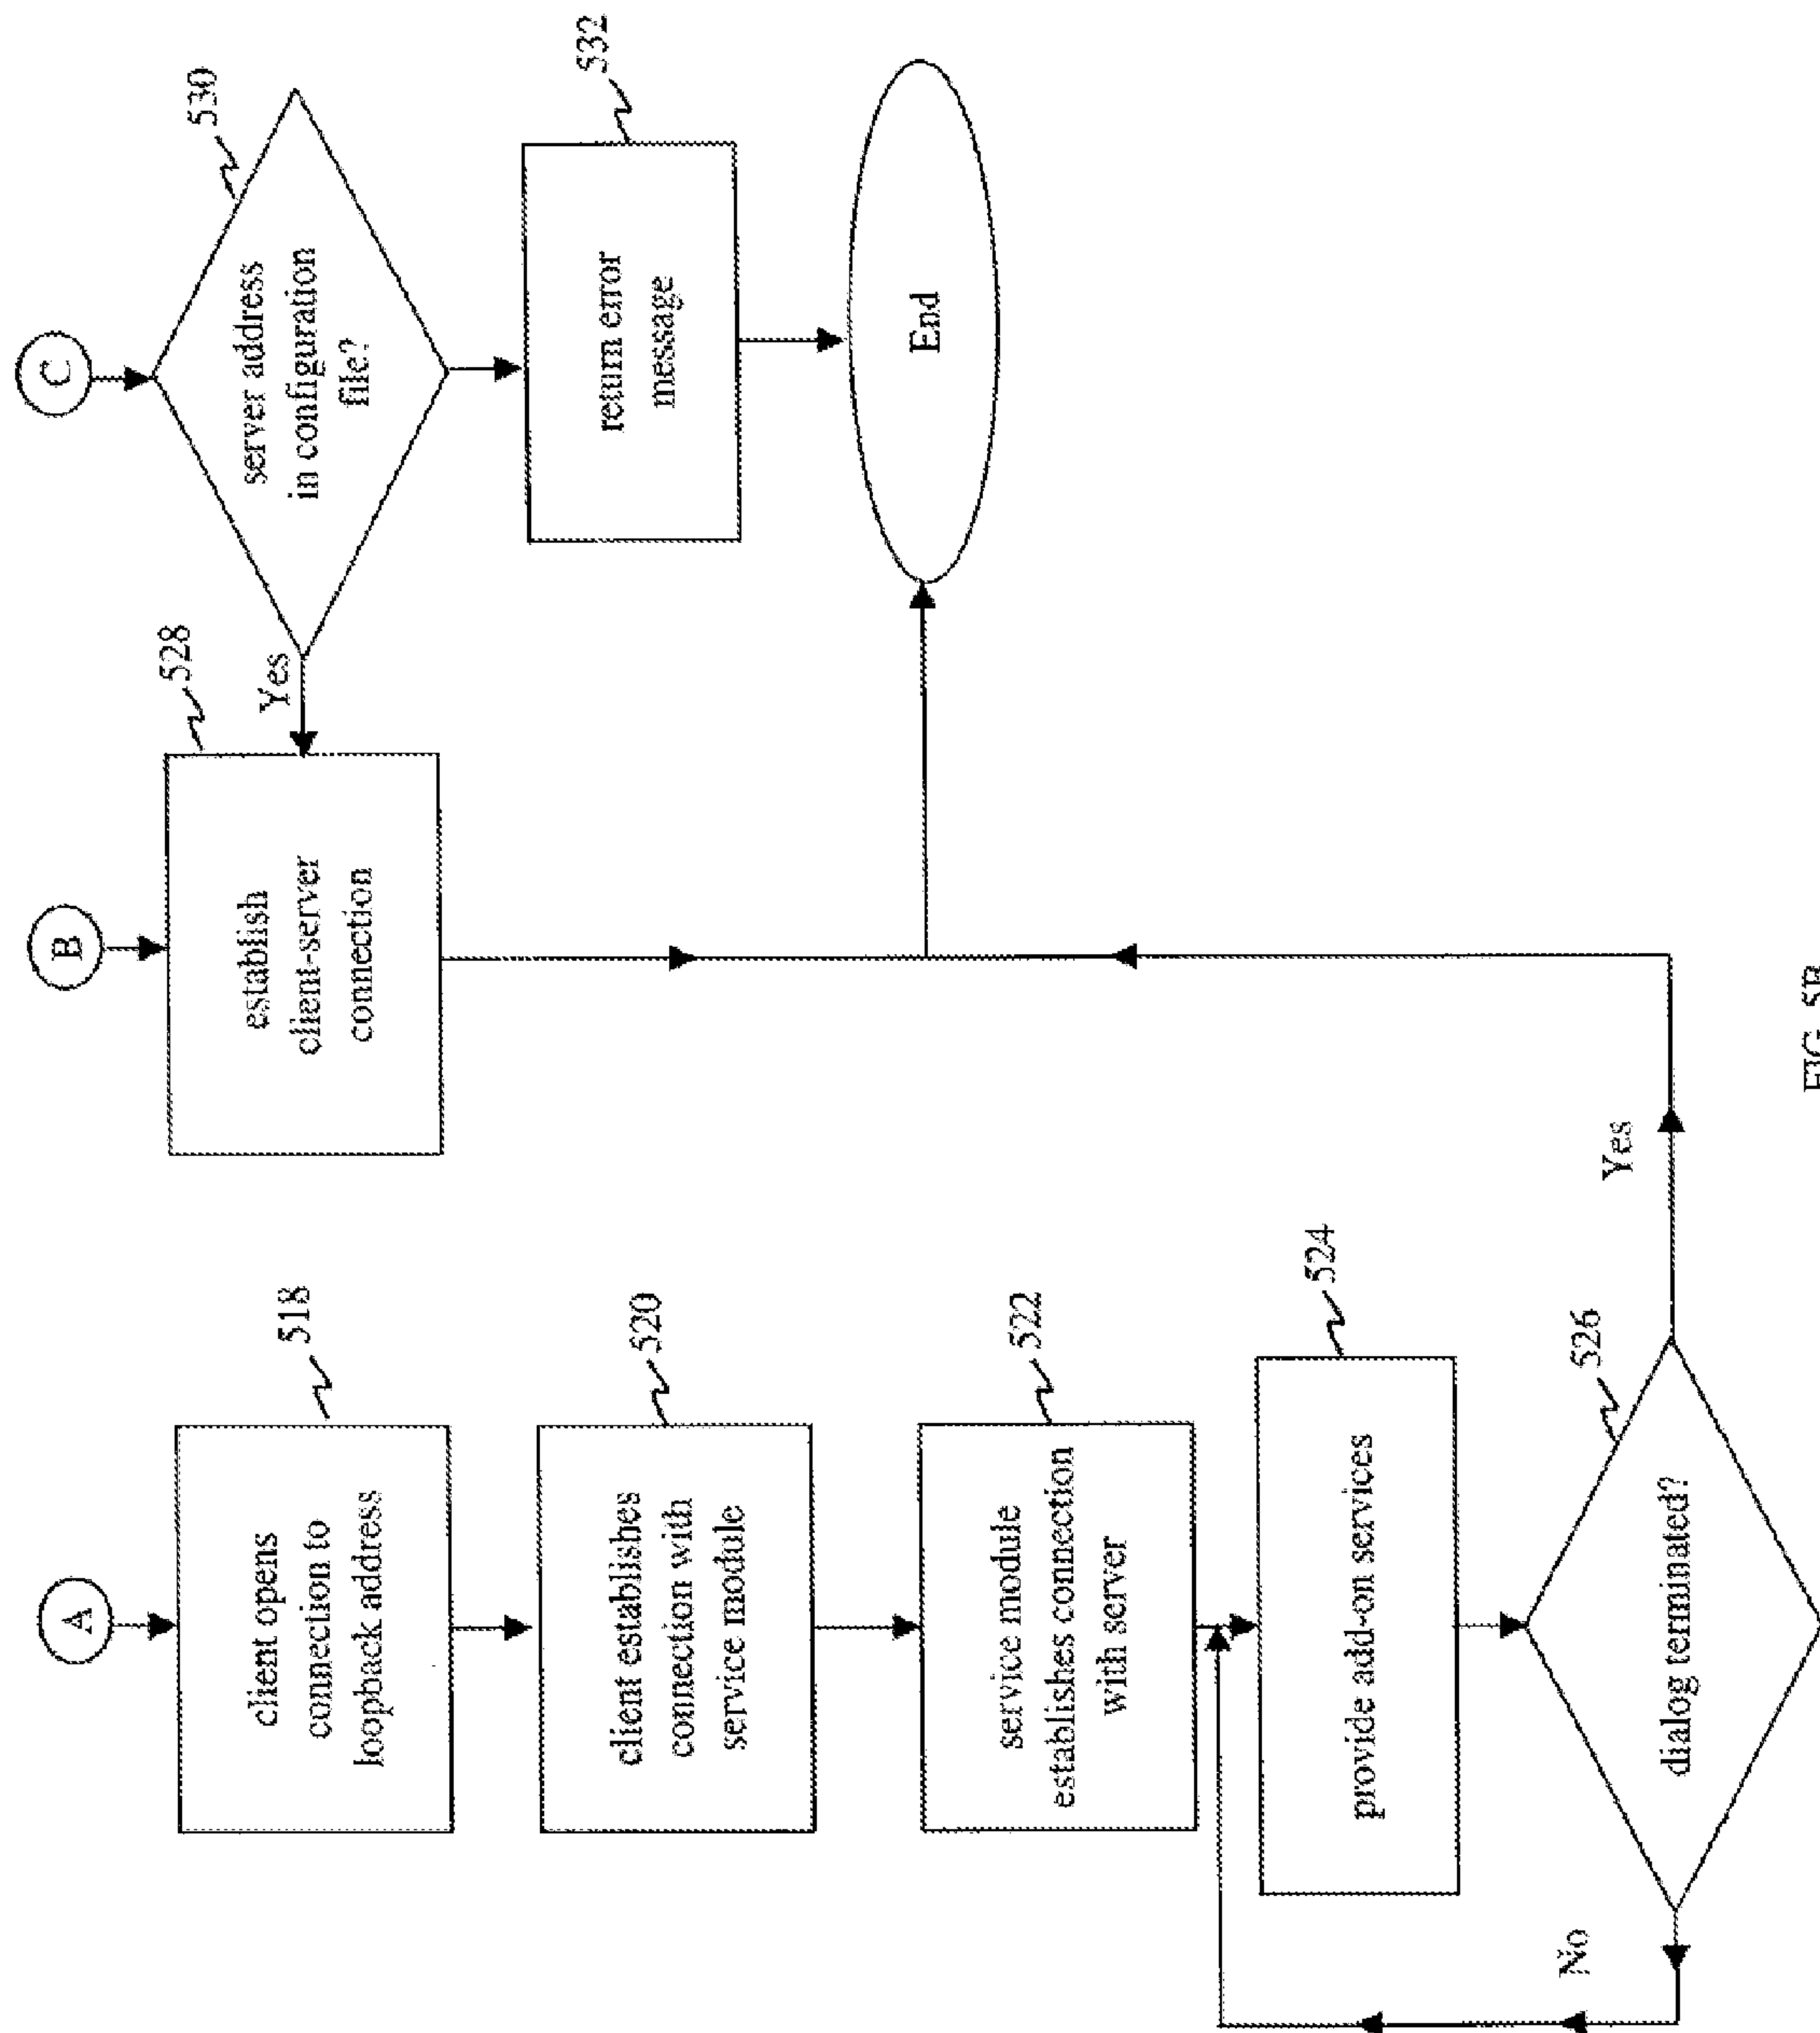 A
client opens
connection to
loopback address
518
client establishes
connection with
service module
520
service module
establishes connection
with server
522
provide add-on services
524
dialog terminated?
526
No
Yes
B
establish
client-server
connection
528
Yes
C
server address
in configuration
file?
530
return error
message
532
End
FIG. 5B